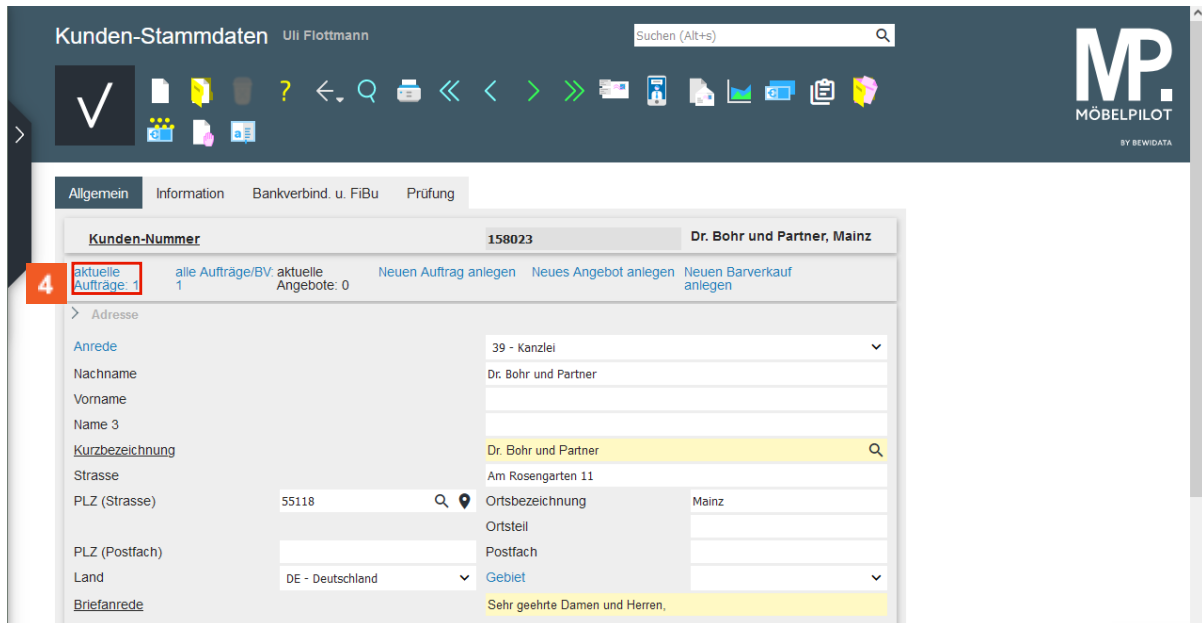 Kunden-Stammdaten Uli Flottmann
Suchen (Alt+s)
MP.
MÖBELPILOT
BY BEWIDATA
Allgemein Information Bankverbind. u. FiBu Prüfung
Kunden-Nummer 158023 Dr. Bohr und Partner, Mainz
4
aktuelle
Aufträge: 1
alle Aufträge/BV:
1
aktuelle
Angebote: 0
Neuen Auftrag anlegen
Neues Angebot anlegen
Neuen Barverkauf
anlegen
Adresse
Anrede 39 - Kanzlei
Nachname Dr. Bohr und Partner
Vorname
Name 3
Kurzbezeichnung Dr. Bohr und Partner
Strasse Am Rosengarten 11
PLZ (Strasse) 55118 Ortsbezeichnung Mainz
Ortsteil
PLZ (Postfach) Postfach
Land DE - Deutschland Gebiet
Briefanrede Sehr geehrte Damen und Herren,